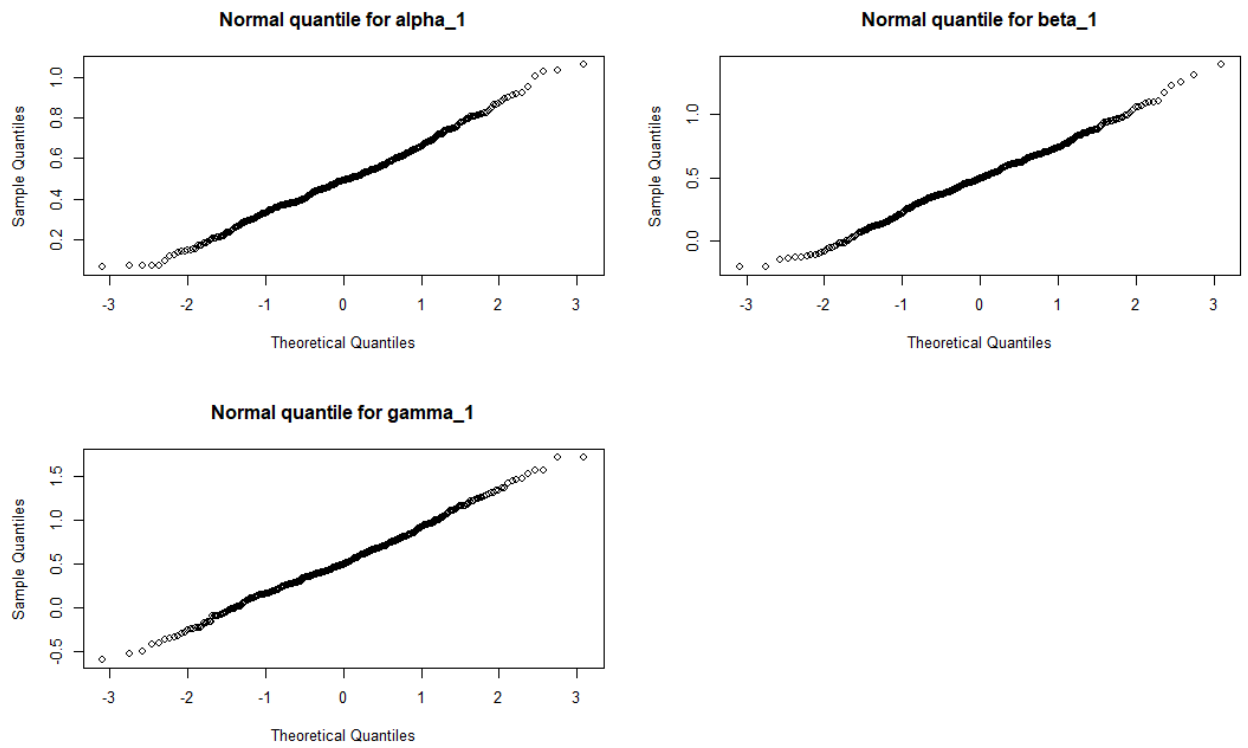 Normal quantile for alpha_1
Sample Quantiles
1.0
0.8
0.6
0.4
0.2
-3 -2 -1 0 1 2 3
Theoretical Quantiles
Normal quantile for beta_1
Sample Quantiles
1.0
0.5
0.0
-3 -2 -1 0 1 2 3
Theoretical Quantiles
Normal quantile for gamma_1
Sample Quantiles
1.5
1.0
0.5
0.0
-0.5
-3 -2 -1 0 1 2 3
Theoretical Quantiles